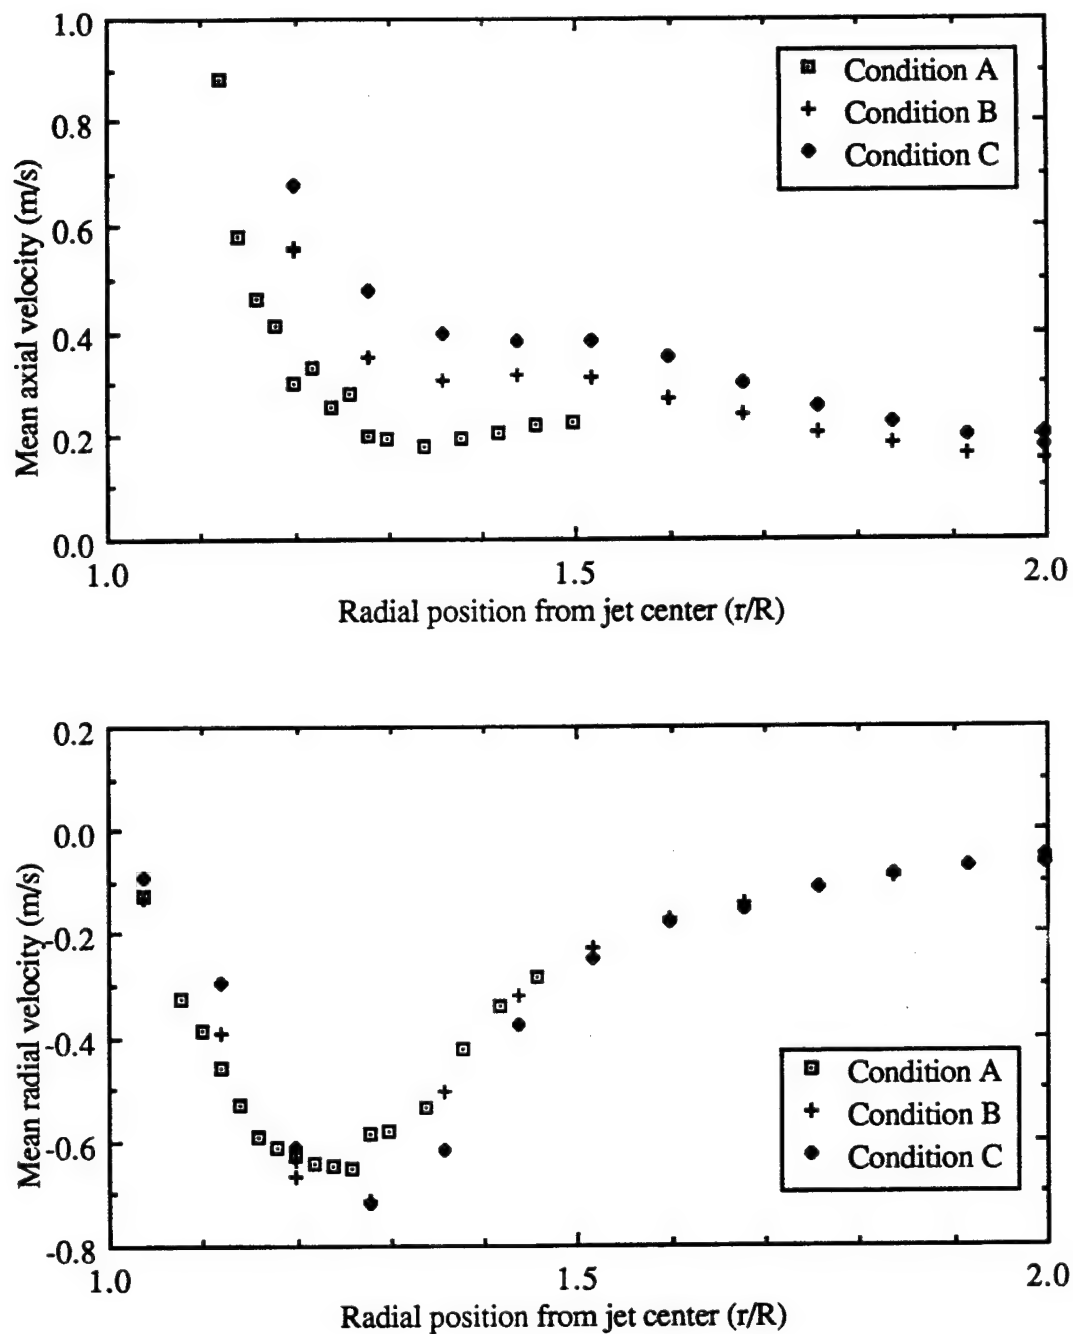 1.0
Condition A
Condition B
Condition C
0.8
0.6
0.4
0.2
0.0
Mean axial velocity (m/s)
1.0 1.5 2.0
Radial position from jet center (r/R)
0.2
0.0
-0.2
-0.4
-0.6
-0.8
Mean radial velocity (m/s)
Condition A
Condition B
Condition C
1.0 1.5 2.0
Radial position from jet center (r/R)